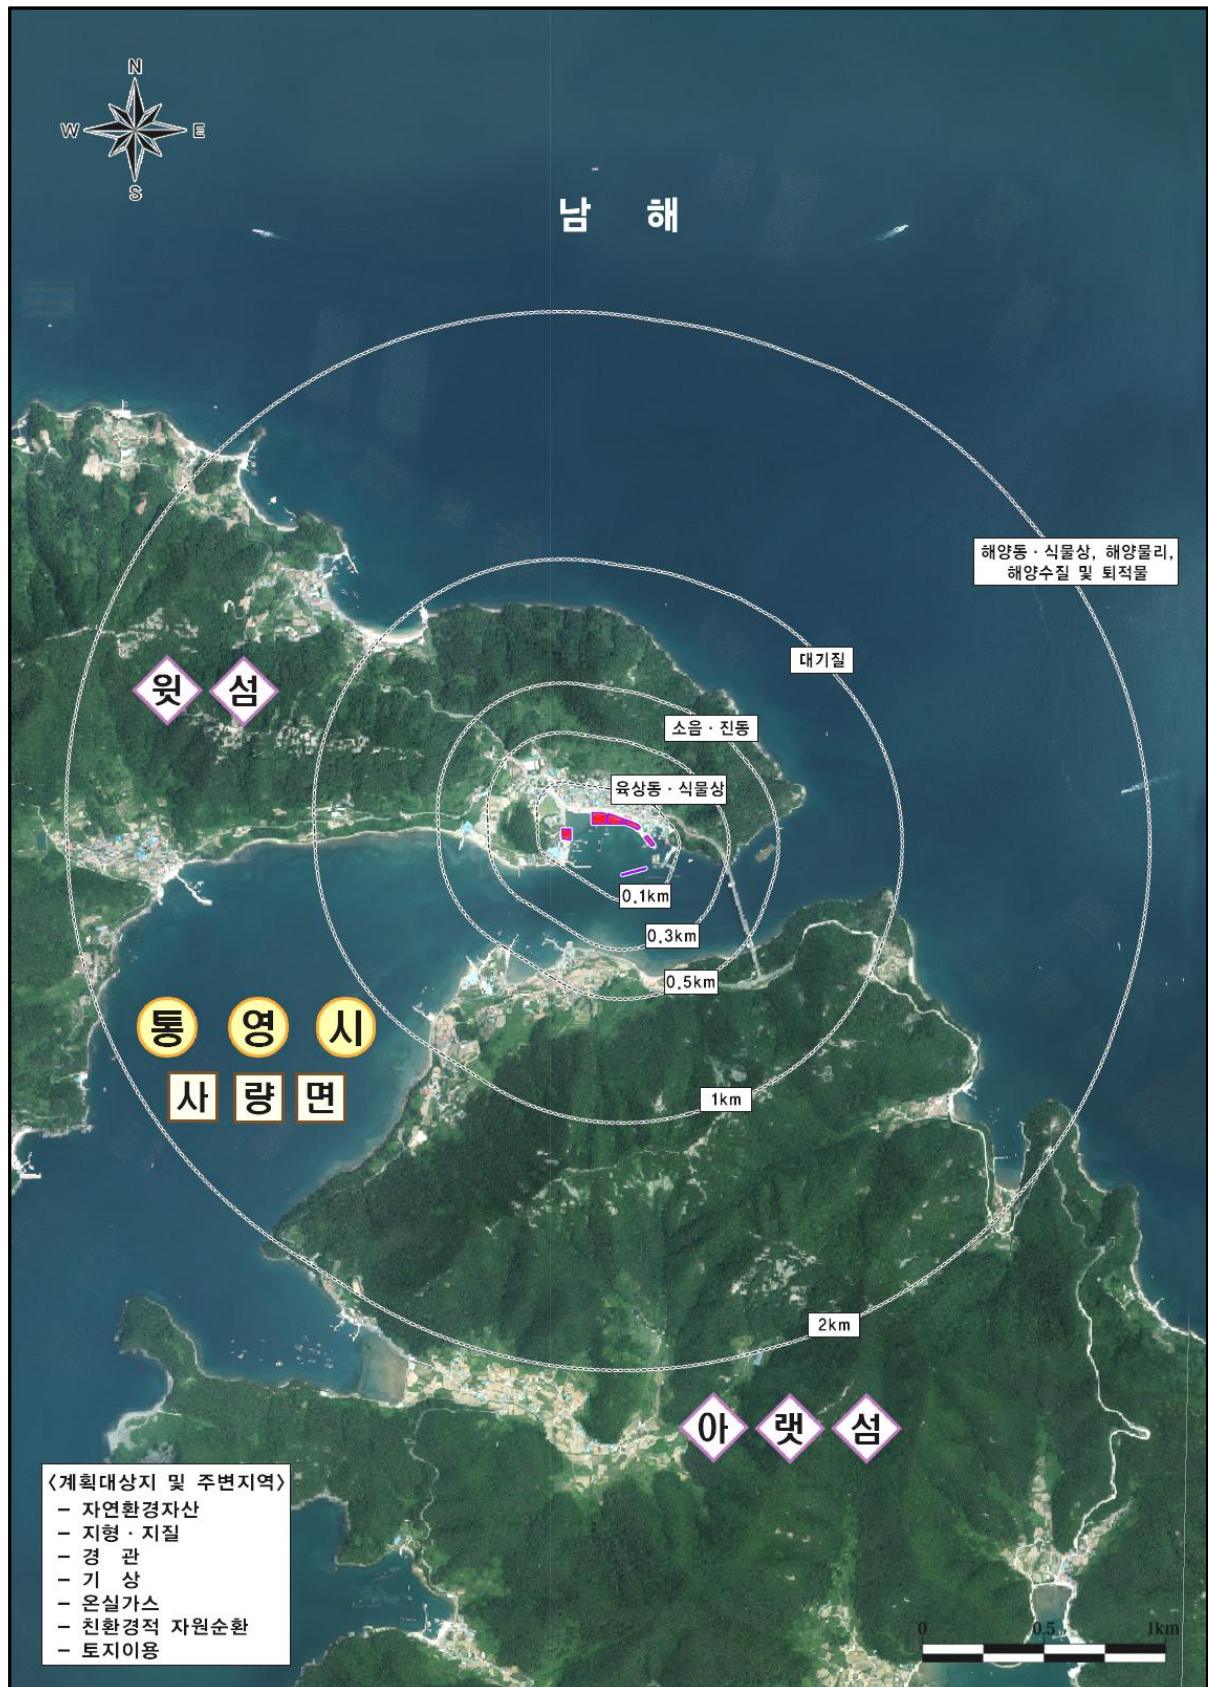 N
W E
S
남 해
해양동·식물상, 해양물리,
해양수질 및 퇴적물
대기질
윗 섬
소음·진동
육상동·식물상
0.1km
0.3km
0.5km
통 영 시
사 량 면
1km
2km
아 랫 섬
〈계획대상지 및 주변지역〉
- 자연환경자산
- 지형·지질
- 경 관
- 기 상
- 온실가스
- 친환경적 자원순환
- 토지이용
0 0.5 1km